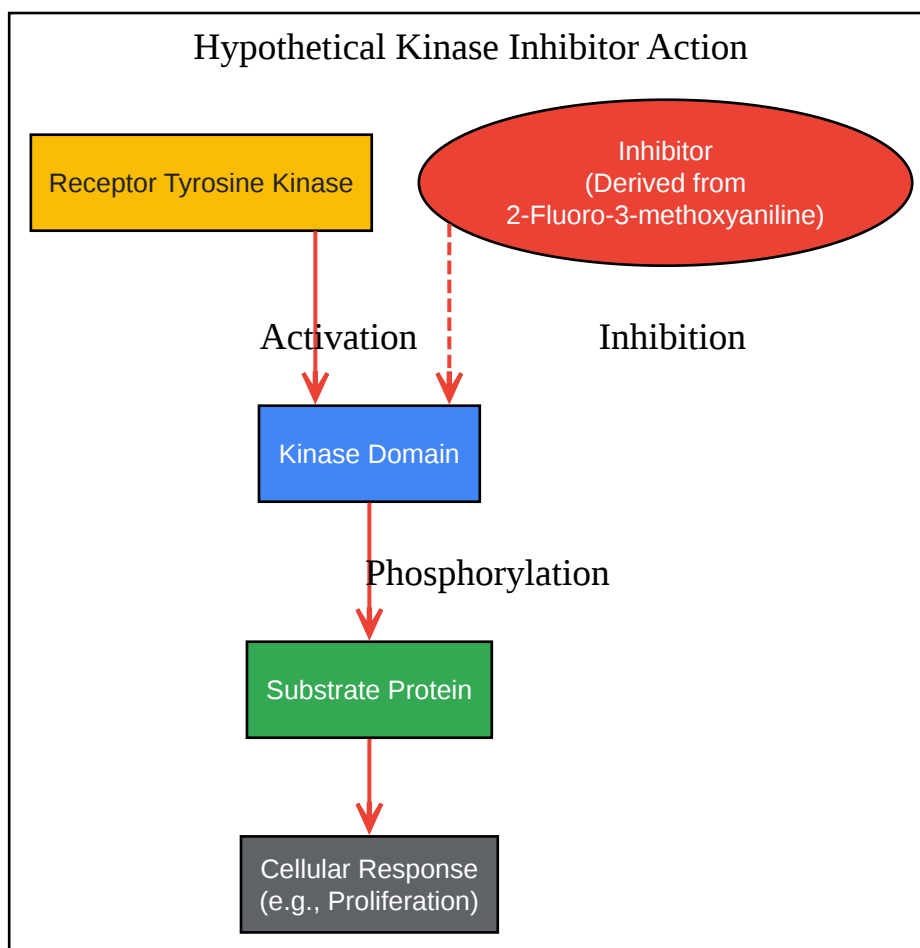 Hypothetical Kinase Inhibitor Action
Receptor Tyrosine Kinase
Inhibitor
(Derived from
2-Fluoro-3-methoxyaniline)
Activation
Inhibition
Kinase Domain
Phosphorylation
Substrate Protein
Cellular Response
(e.g., Proliferation)